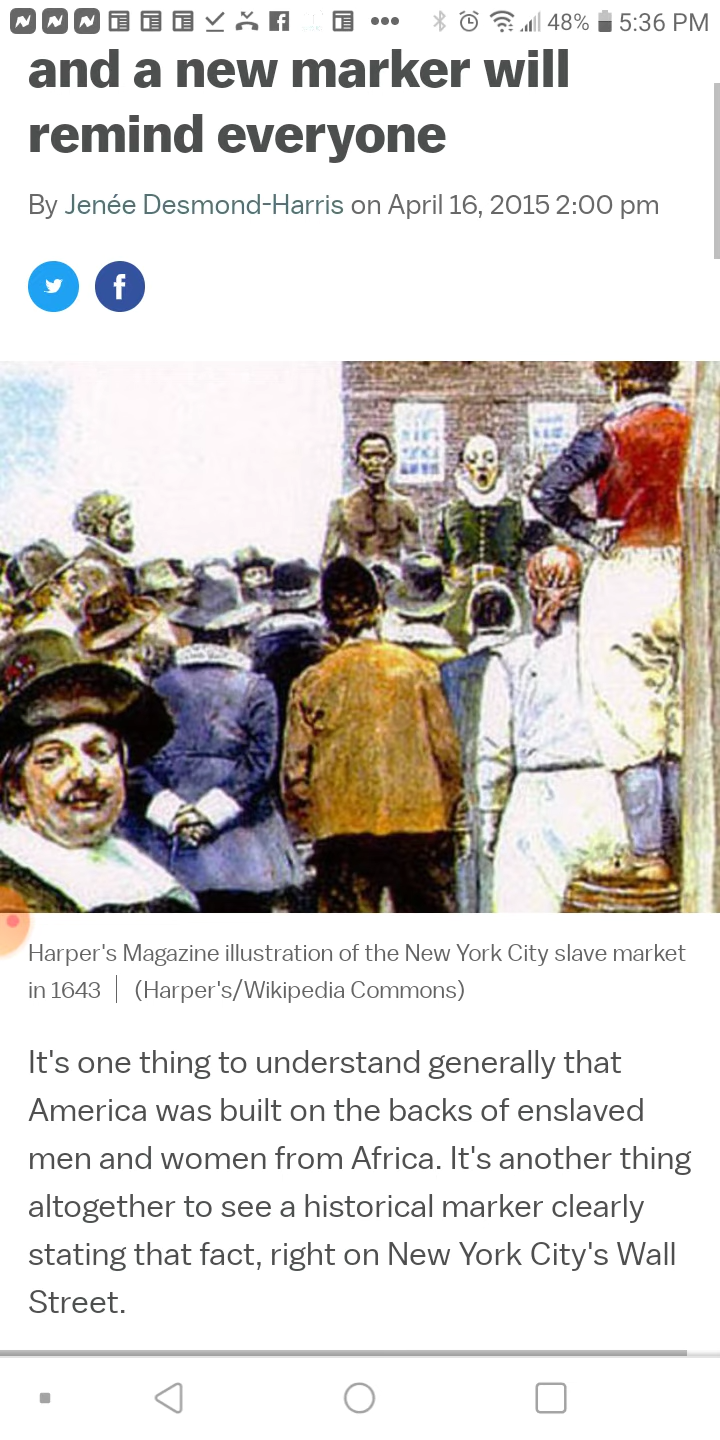 48% 5:36 PM
and a new marker will
remind everyone
By Jenée Desmond-Harris on April 16, 2015 2:00 pm
Harper's Magazine illustration of the New York City slave market
in 1643 | (Harper's/Wikipedia Commons)
It's one thing to understand generally that
America was built on the backs of enslaved
men and women from Africa. It's another thing
altogether to see a historical marker clearly
stating that fact, right on New York City's Wall
Street.